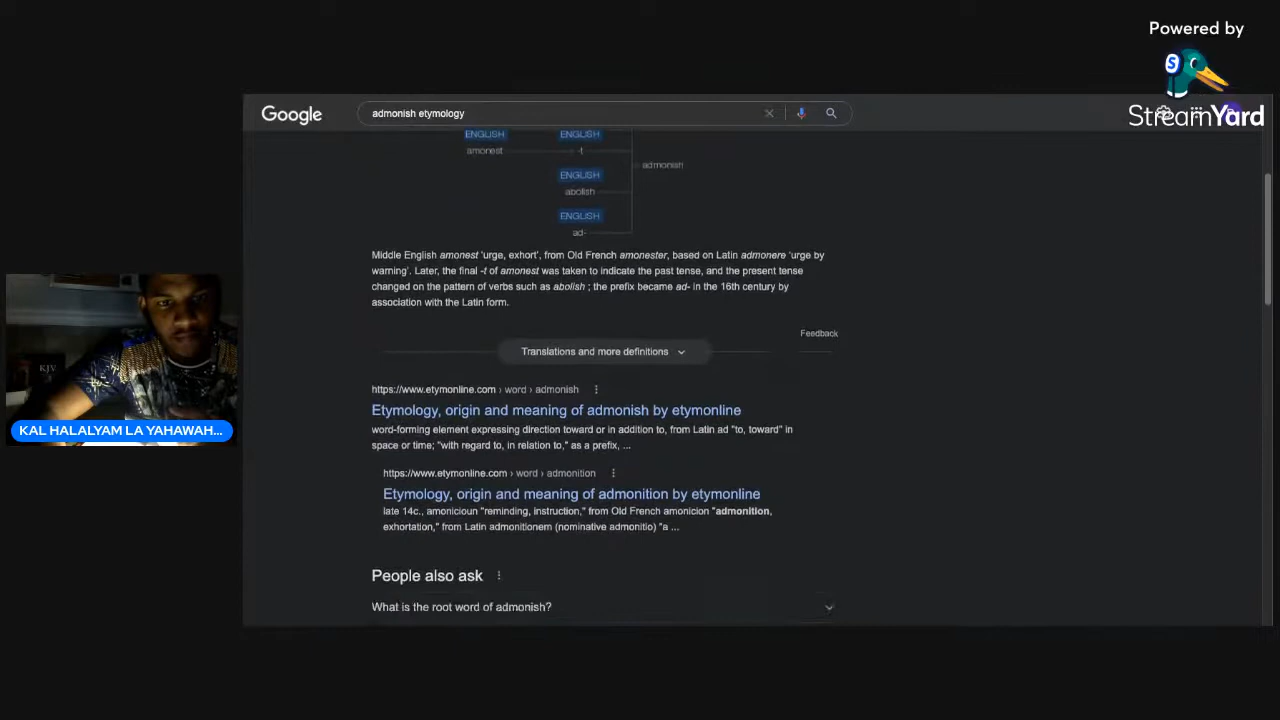 Powered by
S
StreamYard
Google
admonish etymology
ENGLISH ENGLISH
amonest -t
admonish
ENGLISH
abolish
ENGLISH
ad-
Middle English amonest 'urge, exhort', from Old French amonester, based on Latin admonere 'urge by
warning'. Later, the final -t of amonest was taken to indicate the past tense, and the present tense
changed on the pattern of verbs such as abolish ; the prefix became ad- in the 16th century by
association with the Latin form.
Feedback
Translations and more definitions
https://www.etymonline.com › word › admonish
Etymology, origin and meaning of admonish by etymonline
word-forming element expressing direction toward or in addition to, from Latin ad "to, toward" in
space or time; "with regard to, in relation to," as a prefix, ...
https://www.etymonline.com › word › admonition
Etymology, origin and meaning of admonition by etymonline
late 14c., amonicioun "reminding, instruction," from Old French amonicion "admonition,
exhortation," from Latin admonitionem (nominative admonitio) "a ...
People also ask
What is the root word of admonish?
KJV
KAL HALALYAM LA YAHAWAH...